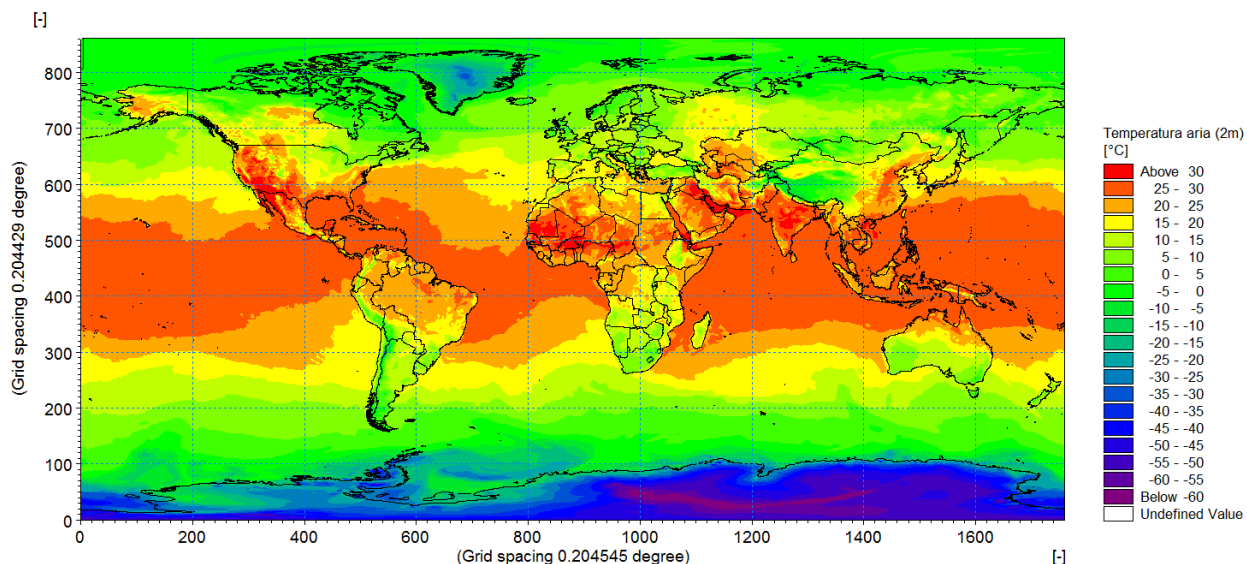 [-]
800
700
600
500
400
300
200
100
0
(Grid spacing 0.204429 degree)
0
200
400
600
800
1000
1200
1400
1600
(Grid spacing 0.204545 degree)
[-]
Temperatura aria (2m)
[°C]
Above 30
25 - 30
20 - 25
15 - 20
10 - 15
5 - 10
0 - 5
-5 - 0
-10 - -5
-15 - -10
-20 - -15
-25 - -20
-30 - -25
-35 - -30
-40 - -35
-45 - -40
-50 - -45
-55 - -50
-60 - -55
Below -60
Undefined Value